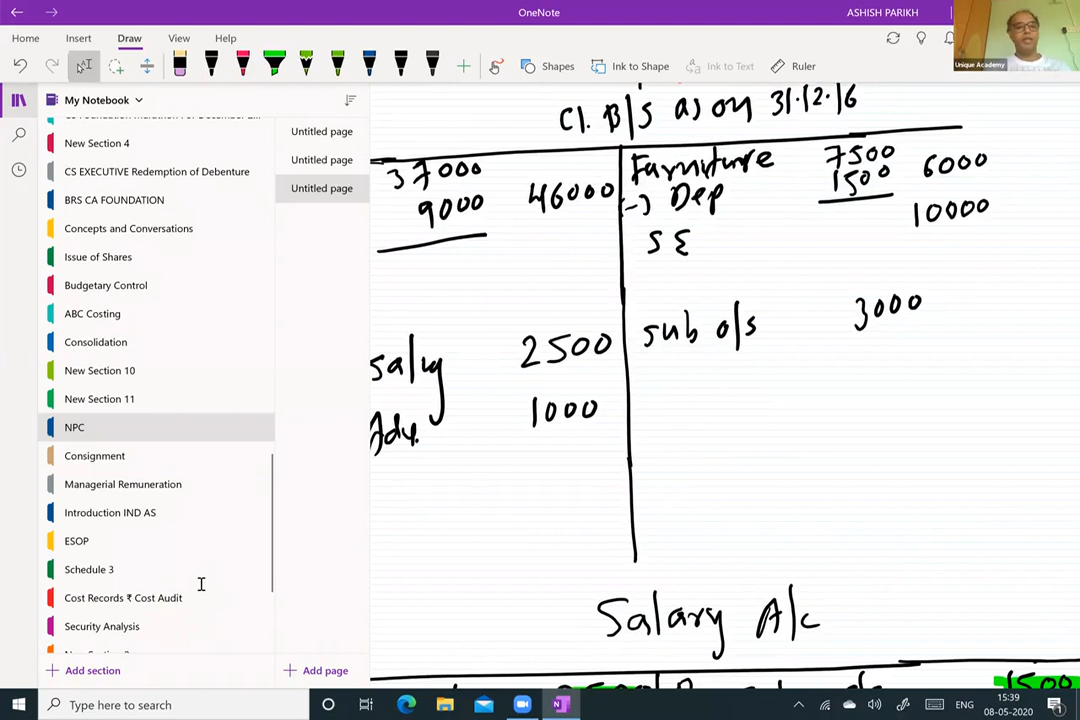 OneNote
ASHISH PARIKH
Home Insert Draw View Help
Shapes Ink to Shape Ink to Text Ruler
Unique Academy
My Notebook
New Section 4
CS EXECUTIVE Redemption of Debenture
BRS CA FOUNDATION
Concepts and Conversations
Issue of Shares
Budgetary Control
ABC Costing
Consolidation
New Section 10
New Section 11
NPC
Consignment
Managerial Remuneration
Introduction IND AS
ESOP
Schedule 3
Cost Records ₹ Cost Audit
Security Analysis
Add section
Untitled page
Untitled page
Untitled page
Add page
Cl. B/S as on 31.12.16
37000 Furniture 7500 6000
9000 46000 (-) Dep 1500
S E 10000
Salary 2500 Sub o/s 3000
Adv. 1000
Salary A/c
1500
Type here to search
ENG
15:39
08-05-2020